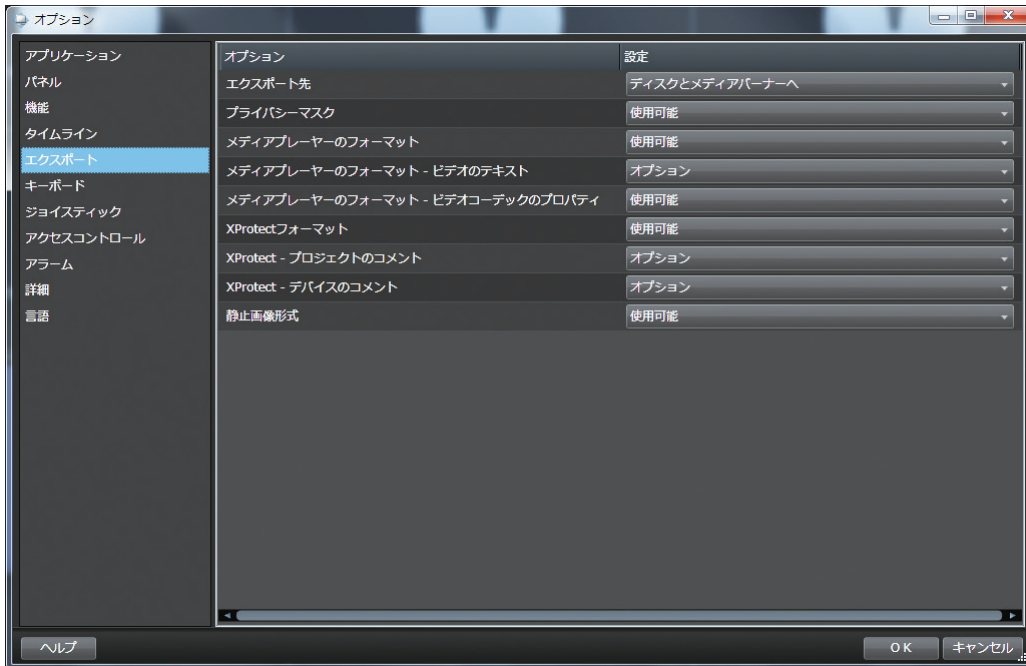 オプション
アプリケーション
パネル
機能
タイムライン
エクスポート
キーボード
ジョイスティック
アクセスコントロール
アラーム
詳細
言語
オプション 設定
エクスポート先 ディスクとメディアバーナーへ
プライバシーマスク 使用可能
メディアプレーヤーのフォーマット 使用可能
メディアプレーヤーのフォーマット - ビデオのテキスト オプション
メディアプレーヤーのフォーマット - ビデオコーデックのプロパティ 使用可能
XProtectフォーマット 使用可能
XProtect - プロジェクトのコメント オプション
XProtect - デバイスのコメント オプション
静止画像形式 使用可能
ヘルプ OK キャンセル